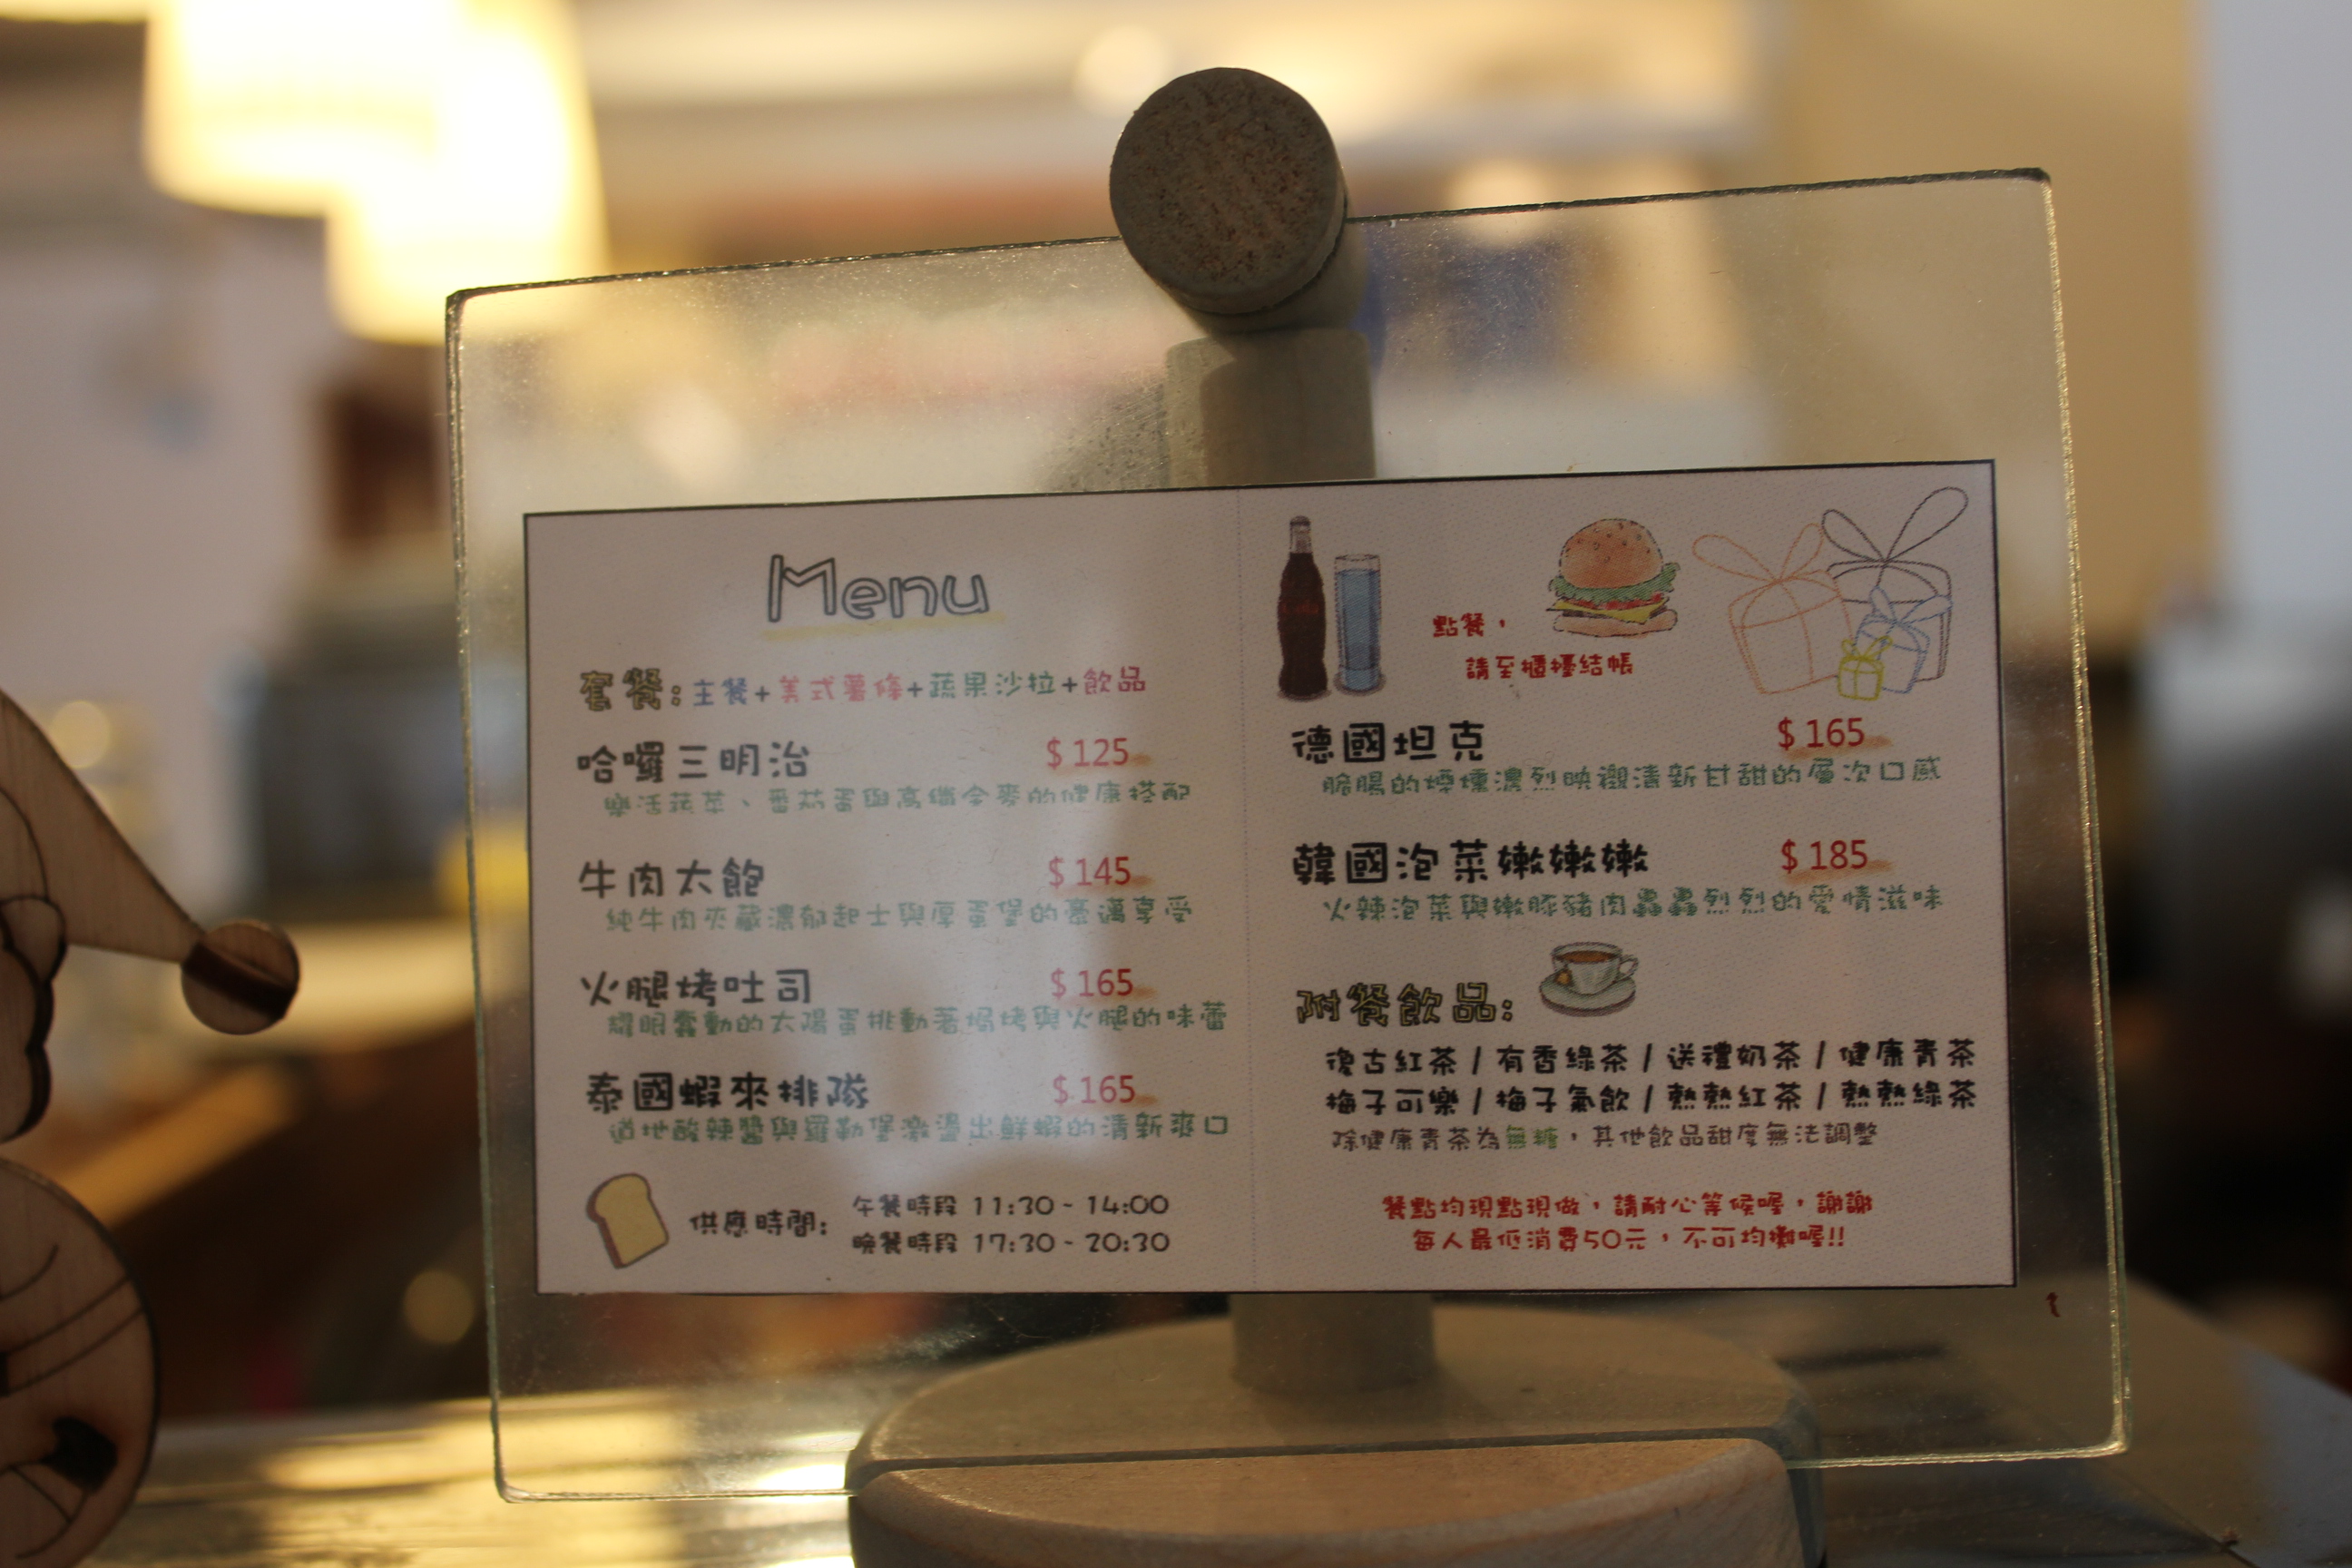 Menu
套餐:主餐+美式薯條+蔬果沙拉+飲品
哈囉三明治 $125
樂活蔬菜、番茄蛋與高纖全麥的健康搭配
牛肉太飽 $145
純牛肉夾藏濃郁起士與厚蛋堡的豪邁享受
火腿烤吐司 $165
耀眼蠢動的太陽蛋挑動著焗烤與火腿的味蕾
泰國蝦來排隊 $165
道地酸辣醬與羅勒堡激盪出鮮蝦的清新爽口
供應時間:
午餐時段 11:30 - 14:00
晚餐時段 17:30 - 20:30
點餐,
請至櫃檯結帳
德國坦克 $165
脆腸的煙燻濃烈映襯清新甘甜的層次口感
韓國泡菜嫩嫩嫩 $185
火辣泡菜與嫩豚豬肉轟轟烈烈的愛情滋味
附餐飲品:
復古紅茶 / 有香綠茶 / 送禮奶茶 / 健康青茶
梅子可樂 / 梅子氣飲 / 熱熱紅茶 / 熱熱綠茶
除健康青茶為無糖,其他飲品甜度無法調整
餐點均現點現做,請耐心等候喔,謝謝
每人最低消費50元,不可均攤喔!!